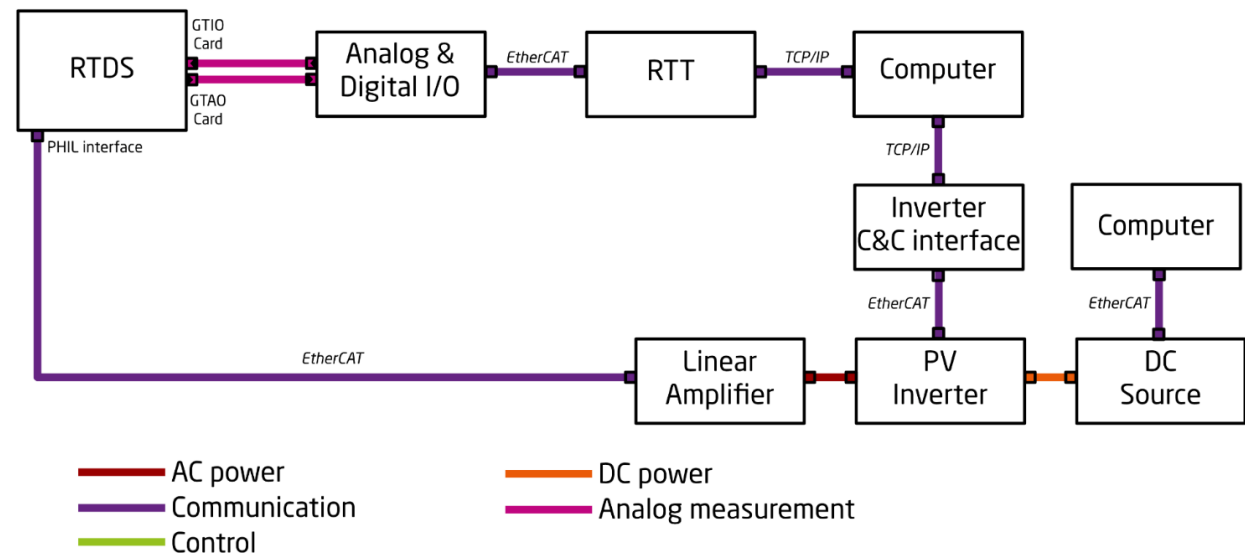 GTIO
Card
RTDS
GTAO
Card
PHIL interface
Analog &
Digital I/O
EtherCAT
RTT
TCP/IP
Computer
TCP/IP
Inverter
C&C interface
Computer
EtherCAT
EtherCAT
EtherCAT
Linear
Amplifier
PV
Inverter
DC
Source
AC power
DC power
Communication
Analog measurement
Control